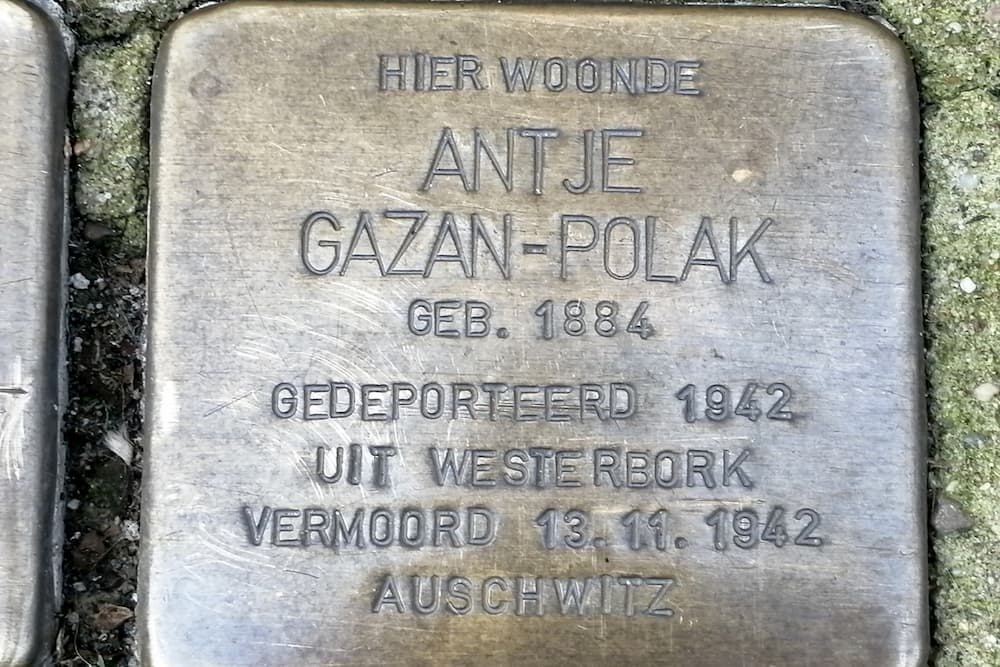 HIER WOONDE
ANTJE
GAZAN-POLAK
GEB. 1884
GEDEPORTEERD 1942
UIT WESTERBORK
VERMOORD 13.11.1942
AUSCHWITZ